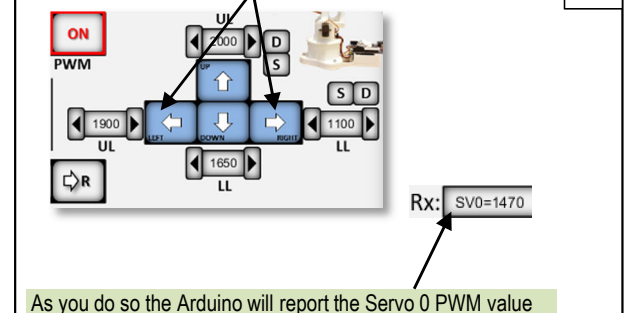 UL
ON
2000
D
PWM
S
UP
S
D
1900
LEFT
DOWN
RIGHT
1100
UL
LL
1650
R
LL
Rx:
SV0=1470
As you do so the Arduino will report the Servo 0 PWM value